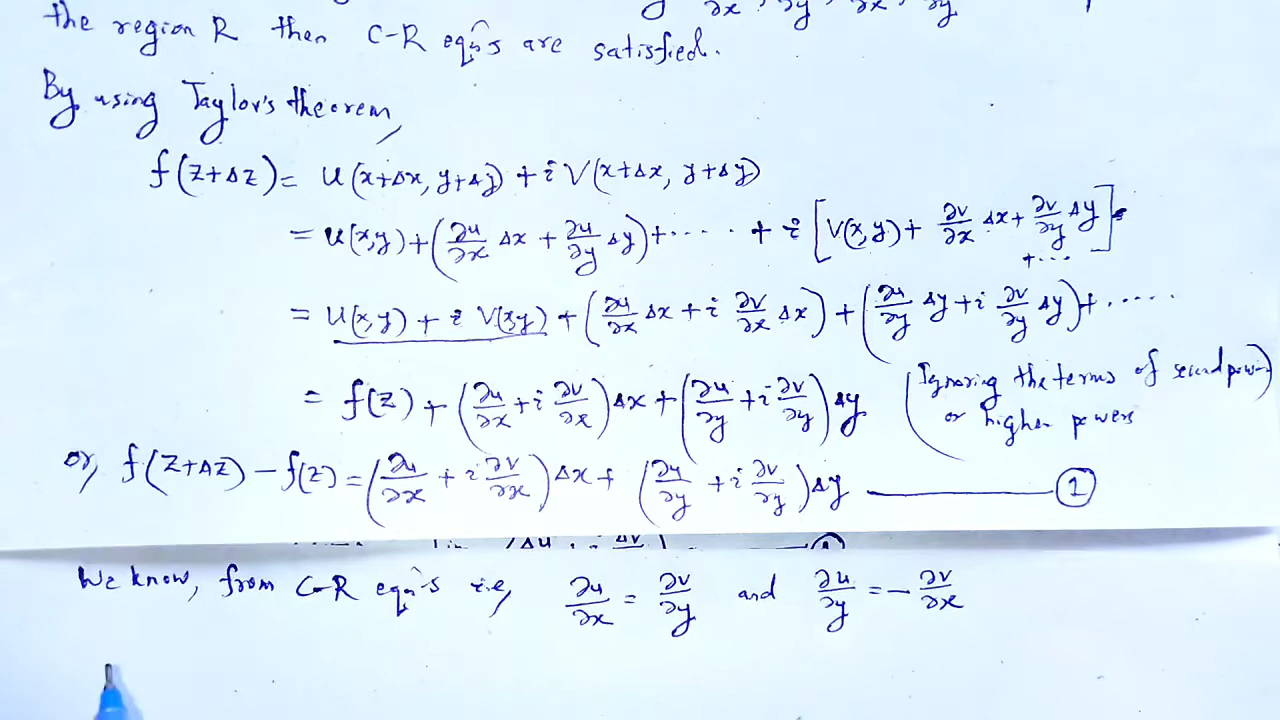 y ∂x, ∂y, ∂x, ∂y
the region R then C-R eqn's are satisfied.
By using Taylor's theorem,
f(z+Δz) = u(x+Δx, y+Δy) + i V(x+Δx, y+Δy)
= u(x,y) + (∂u/∂x Δx + ∂u/∂y Δy) + ···· + i [V(x,y) + ∂v/∂x Δx + ∂v/∂y Δy]
+ ···
= u(x,y) + i V(x,y) + (∂u/∂x Δx + i ∂v/∂x Δx) + (∂u/∂y Δy + i ∂v/∂y Δy) + ·····
= f(z) + (∂u/∂x + i ∂v/∂x) Δx + (∂u/∂y + i ∂v/∂y) Δy (Ignoring the terms of second power
or higher powers)
or, f(z+Δz) – f(z) = (∂u/∂x + i ∂v/∂x) Δx + (∂u/∂y + i ∂v/∂y) Δy —— 1
We know, from C-R eqn's i.e, ∂u/∂x = ∂v/∂y and ∂u/∂y = – ∂v/∂x